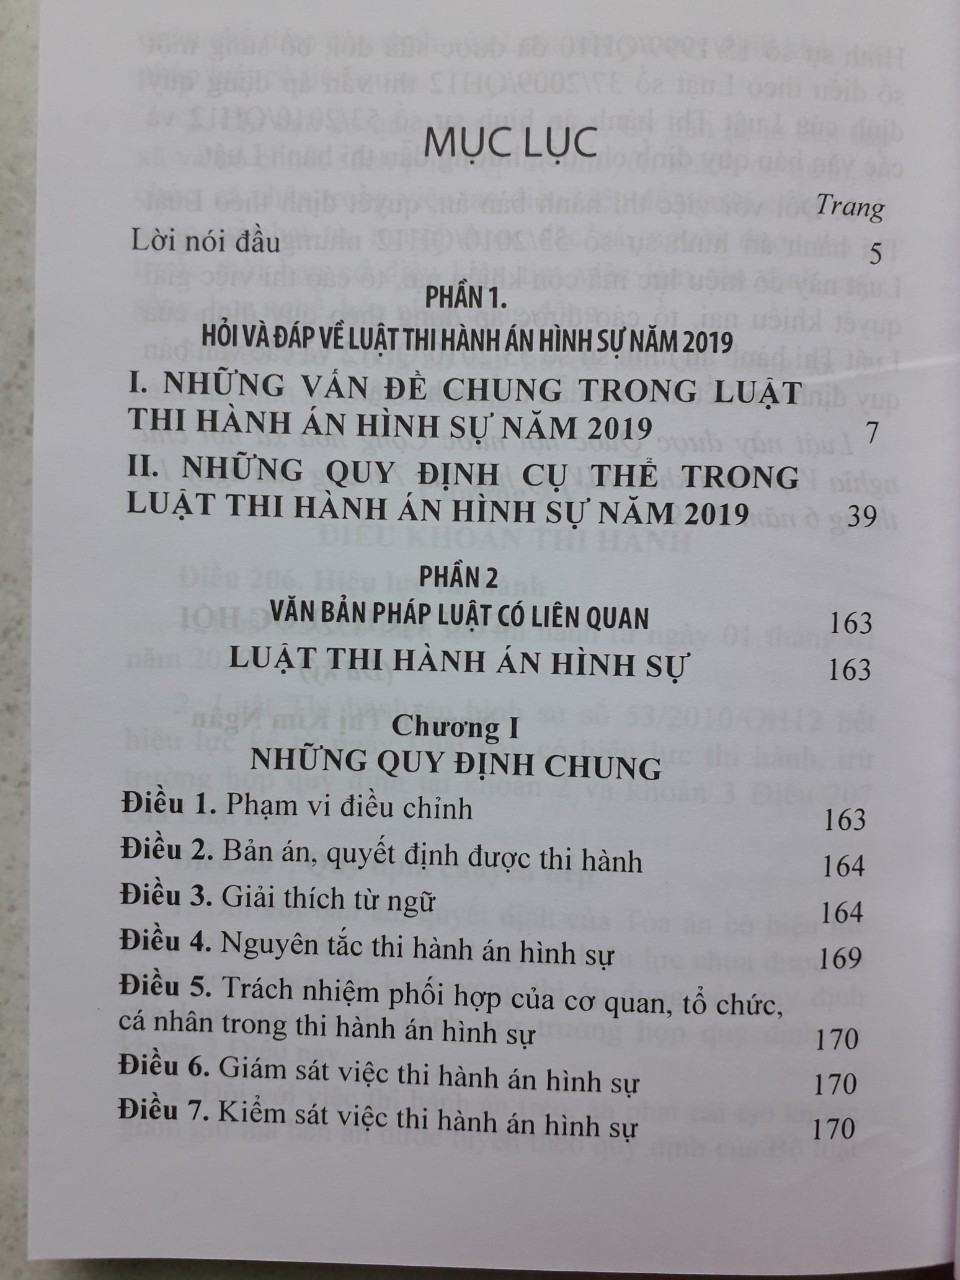 MỤC LỤC
Trang
Lời nói đầu 5
PHẦN 1.
HỎI VÀ ĐÁP VỀ LUẬT THI HÀNH ÁN HÌNH SỰ NĂM 2019
I. NHỮNG VẤN ĐỀ CHUNG TRONG LUẬT
THI HÀNH ÁN HÌNH SỰ NĂM 2019 7
II. NHỮNG QUY ĐỊNH CỤ THỂ TRONG
LUẬT THI HÀNH ÁN HÌNH SỰ NĂM 2019 39
PHẦN 2
VĂN BẢN PHÁP LUẬT CÓ LIÊN QUAN 163
LUẬT THI HÀNH ÁN HÌNH SỰ 163
Chương I
NHỮNG QUY ĐỊNH CHUNG
Điều 1. Phạm vi điều chỉnh 163
Điều 2. Bản án, quyết định được thi hành 164
Điều 3. Giải thích từ ngữ 164
Điều 4. Nguyên tắc thi hành án hình sự 169
Điều 5. Trách nhiệm phối hợp của cơ quan, tổ chức,
cá nhân trong thi hành án hình sự 170
Điều 6. Giám sát việc thi hành án hình sự 170
Điều 7. Kiểm sát việc thi hành án hình sự 170